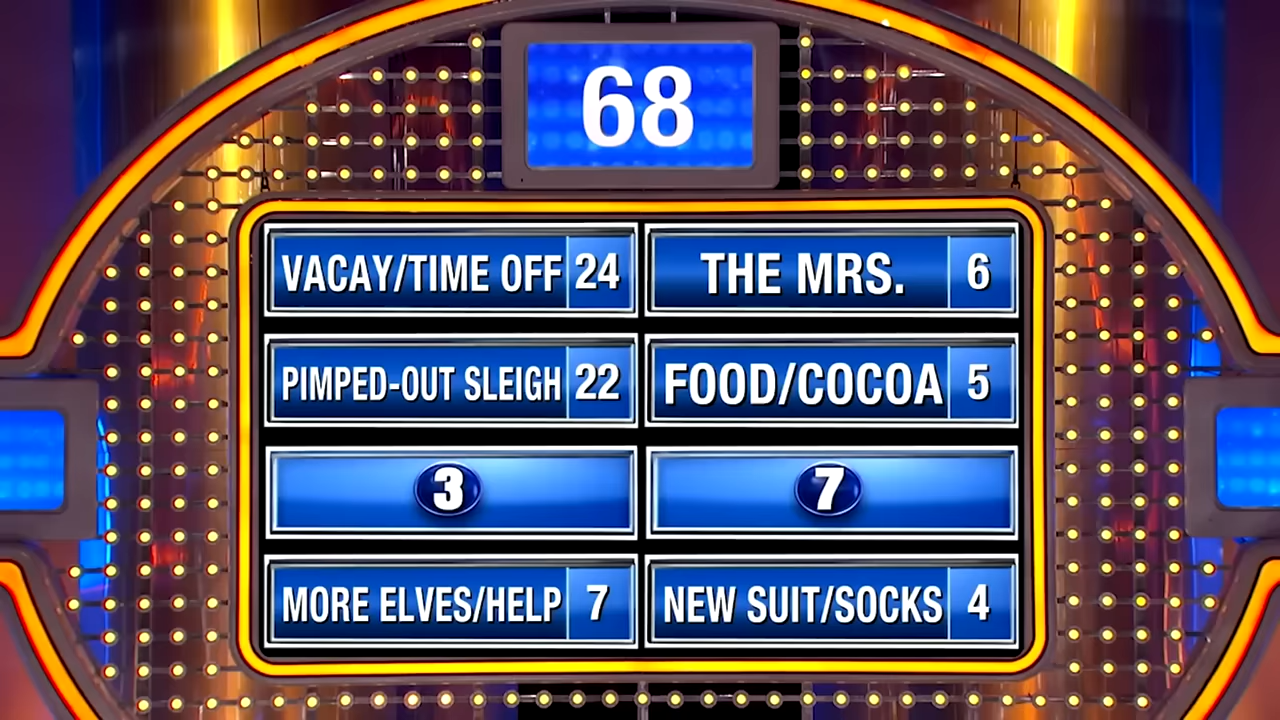 68
VACAY/TIME OFF 24
PIMPED-OUT SLEIGH 22
3
MORE ELVES/HELP 7
THE MRS. 6
FOOD/COCOA 5
7
NEW SUIT/SOCKS 4